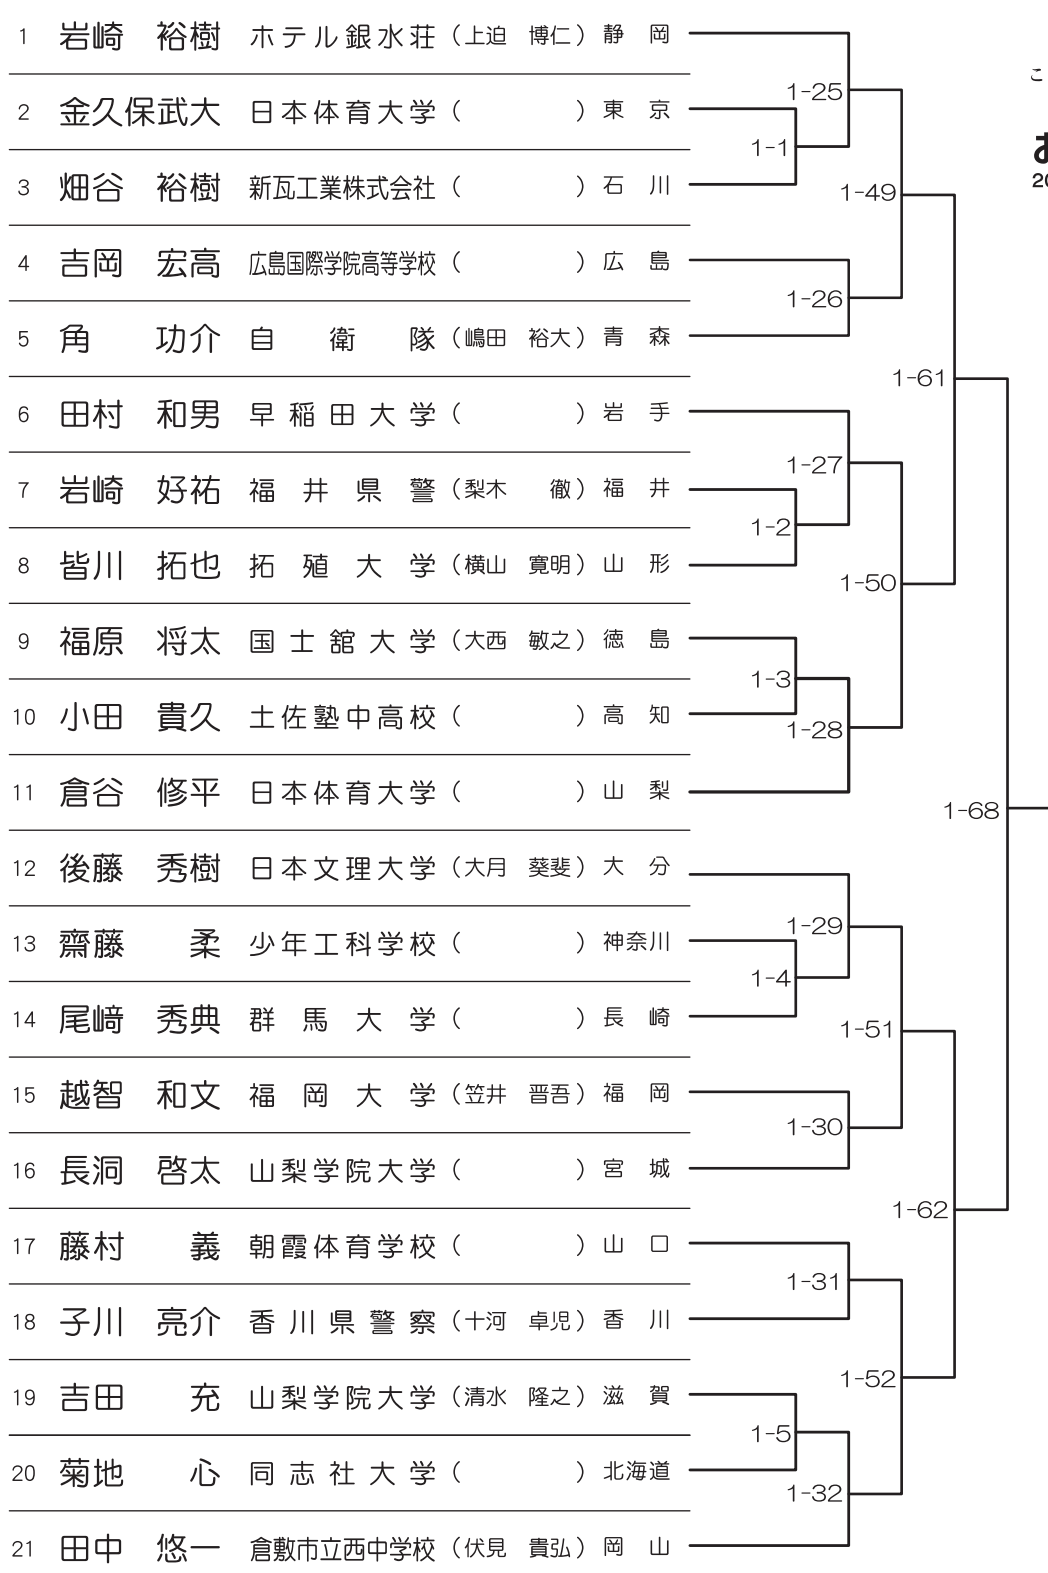 1 岩崎　裕樹 ホテル銀水荘（上迫　博仁）静　岡
2 金久保武大 日本体育大学（　　　　）東　京
3 畑谷　裕樹 新瓦工業株式会社（　　　　）石　川
4 吉岡　宏高 広島国際学院高等学校（　　　　）広　島
5 角　　功介 自衛隊（嶋田　裕大）青　森
6 田村　和男 早稲田大学（　　　　）岩　手
7 岩崎　好祐 福井県警（梨木　　徹）福　井
8 皆川　拓也 拓殖大学（横山　寛明）山　形
9 福原　将太 国士舘大学（大西　敏之）徳　島
10 小田　貴久 土佐塾中高校（　　　　）高　知
11 倉谷　修平 日本体育大学（　　　　）山　梨
12 後藤　秀樹 日本文理大学（大月　葵斐）大　分
13 齋藤　　柔 少年工科学校（　　　　）神奈川
14 尾﨑　秀典 群馬大学（　　　　）長　崎
15 越智　和文 福岡大学（笠井　晋吾）福　岡
16 長洞　啓太 山梨学院大学（　　　　）宮　城
17 藤村　　義 朝霞体育学校（　　　　）山　口
18 子川　亮介 香川県警察（十河　卓児）香　川
19 吉田　　充 山梨学院大学（清水　隆之）滋　賀
20 菊地　　心 同志社大学（　　　　）北海道
21 田中　悠一 倉敷市立西中学校（伏見　貴弘）岡　山
1-25
1-1
1-49
1-26
1-61
1-27
1-2
1-50
1-3
1-28
1-68
1-29
1-4
1-51
1-30
1-62
1-31
1-52
1-5
1-32
こ
お
20